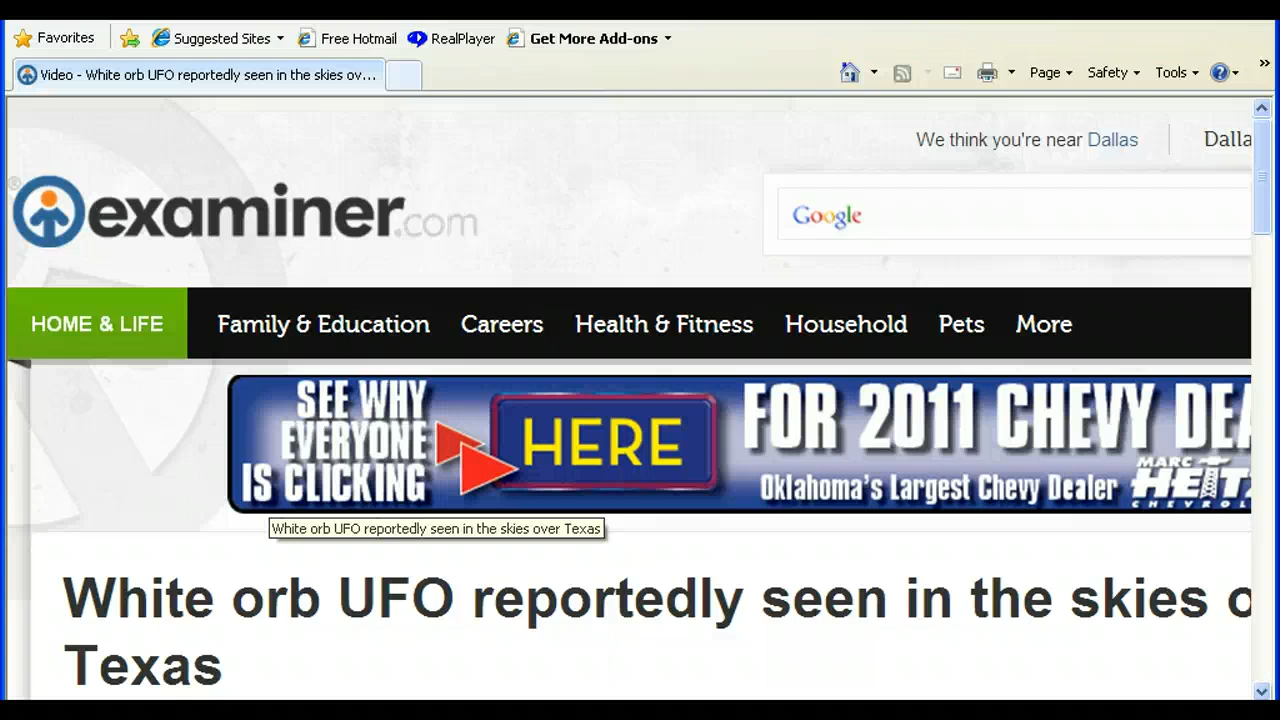 Favorites Suggested Sites Free Hotmail RealPlayer Get More Add-ons
Video - White orb UFO reportedly seen in the skies ov... Page Safety Tools
We think you're near Dallas Dalla
examiner.com
Google
HOME & LIFE Family & Education Careers Health & Fitness Household Pets More
SEE WHY
EVERYONE
IS CLICKING
HERE
FOR 2011 CHEVY DEA
Oklahoma's Largest Chevy Dealer
MARC
HEITZ
CHEVROL
White orb UFO reportedly seen in the skies over Texas
White orb UFO reportedly seen in the skies o
Texas